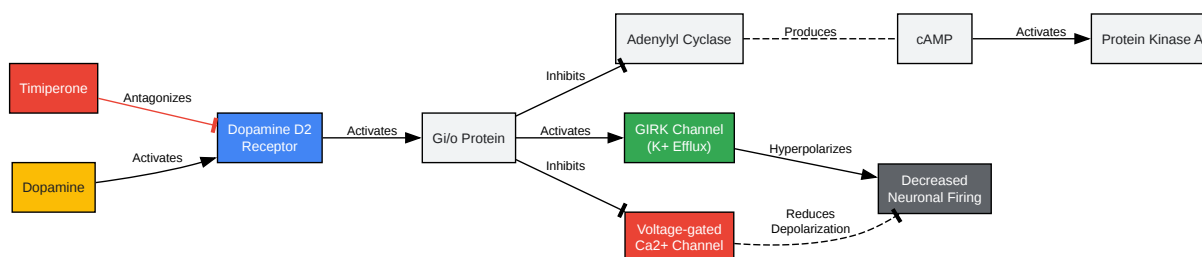 Adenylyl Cyclase
Produces
cAMP
Activates
Protein Kinase A
Timiperone
Antagonizes
Inhibits
Dopamine D2
Receptor
Activates
Gi/o Protein
Activates
GIRK Channel
(K+ Efflux)
Hyperpolarizes
Dopamine
Activates
Inhibits
Decreased
Neuronal Firing
Voltage-gated
Ca2+ Channel
Reduces
Depolarization